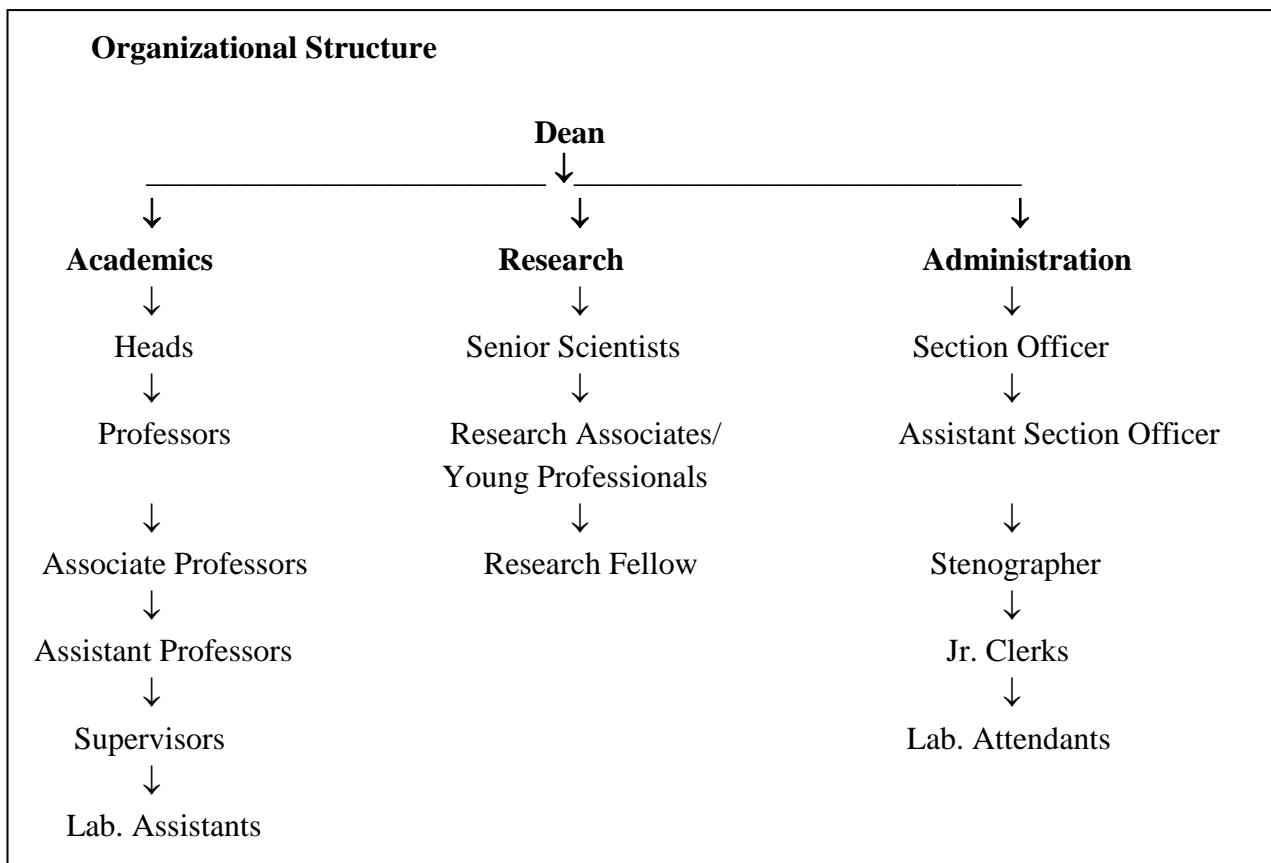 Organizational Structure
Dean
Academics Research Administration
Heads Senior Scientists Section Officer
Professors Research Associates/ Assistant Section Officer
Young Professionals
Associate Professors Research Fellow Stenographer
Assistant Professors Jr. Clerks
Supervisors Lab. Attendants
Lab. Assistants